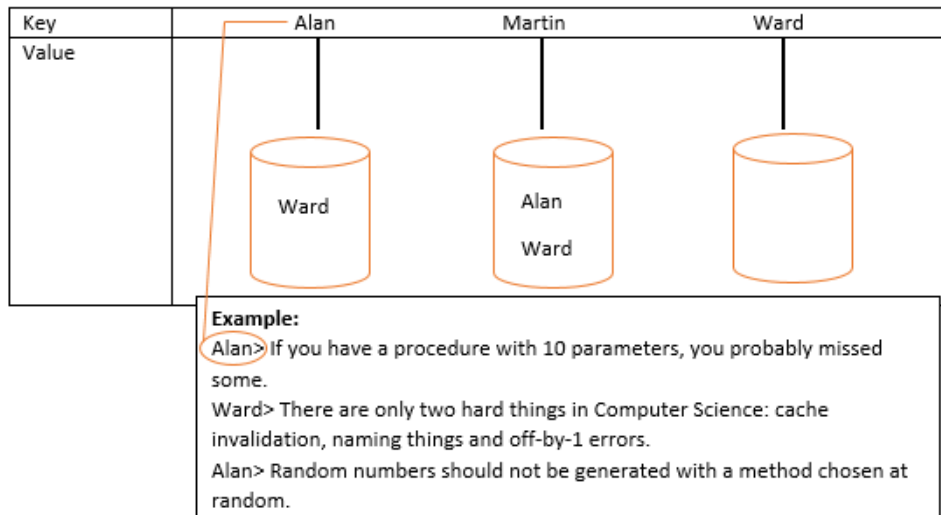 Key Alan Martin Ward
Value
Ward
Alan
Ward
Example:
Alan> If you have a procedure with 10 parameters, you probably missed
some.
Ward> There are only two hard things in Computer Science: cache
invalidation, naming things and off-by-1 errors.
Alan> Random numbers should not be generated with a method chosen at
random.